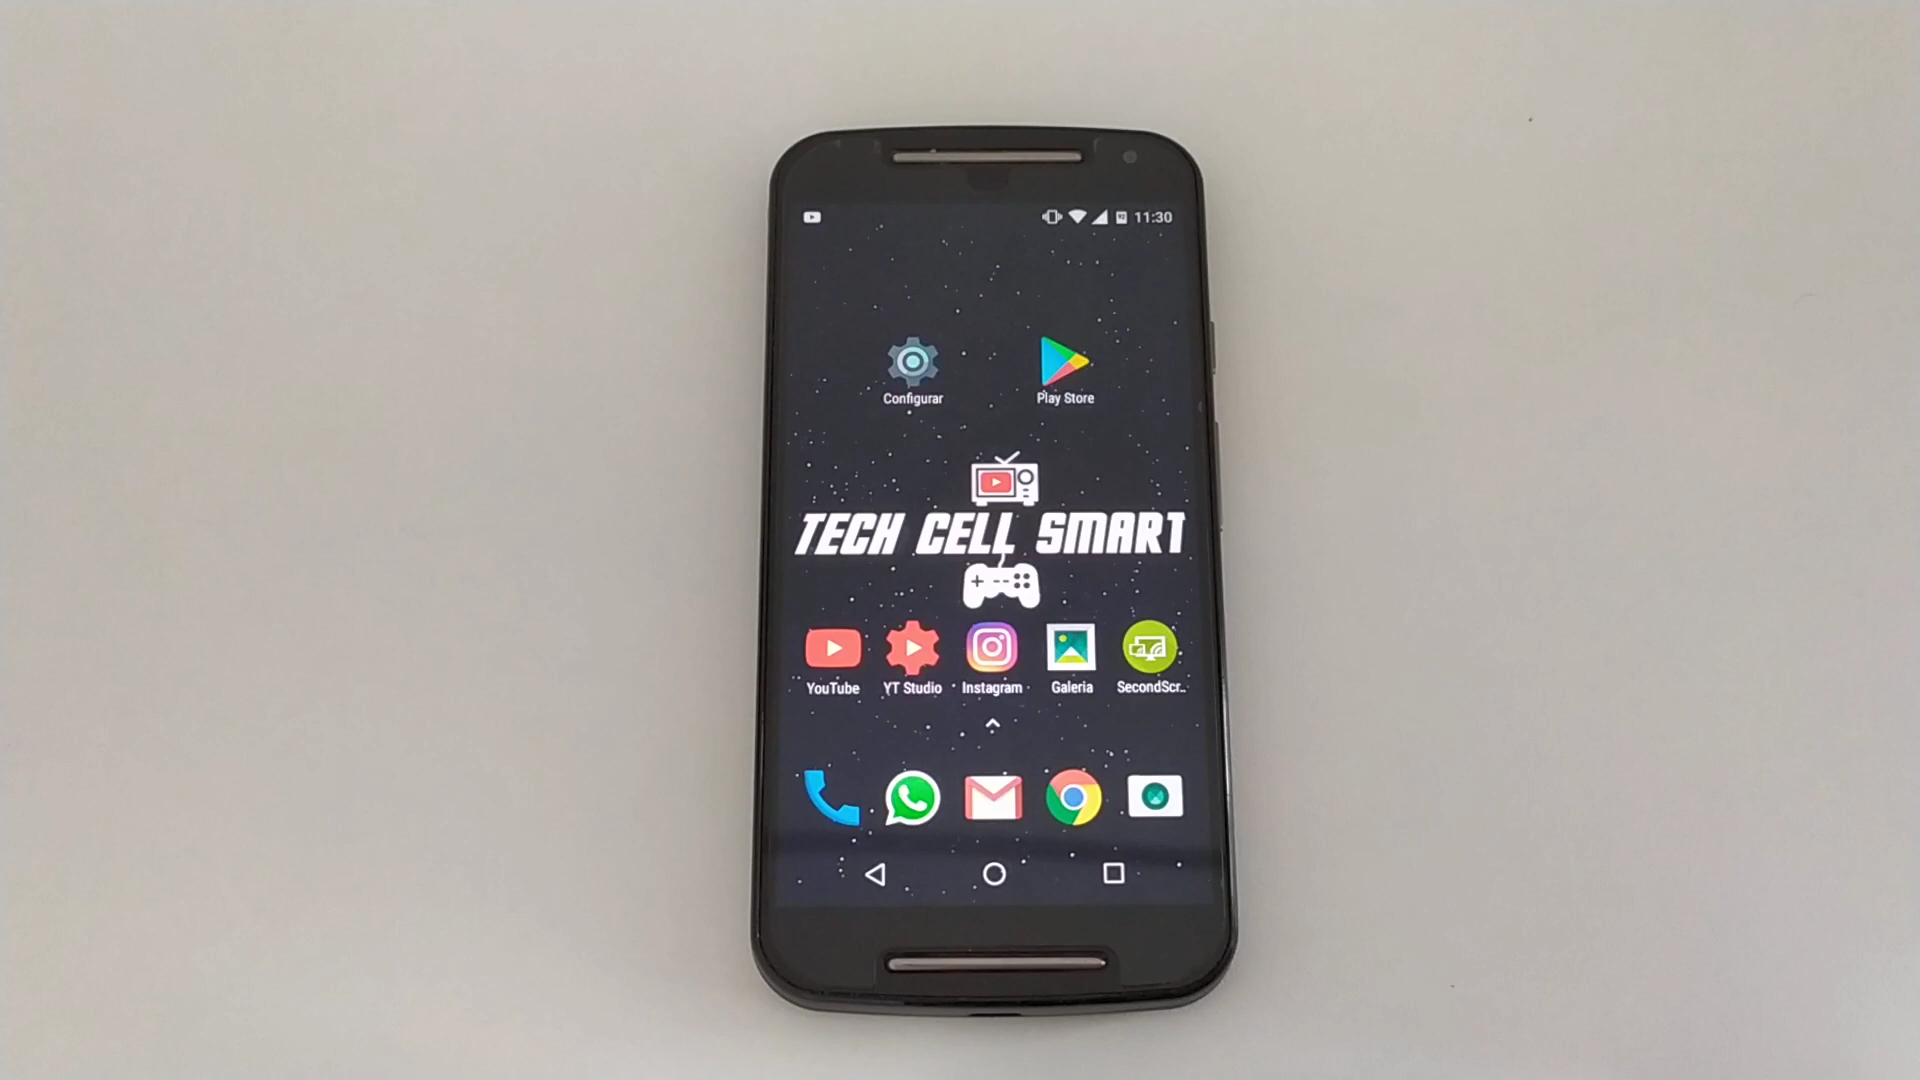 11:30
Configurar
Play Store
TECH CELL SMART
YouTube
YT Studio
Instagram
Galeria
SecondScr..